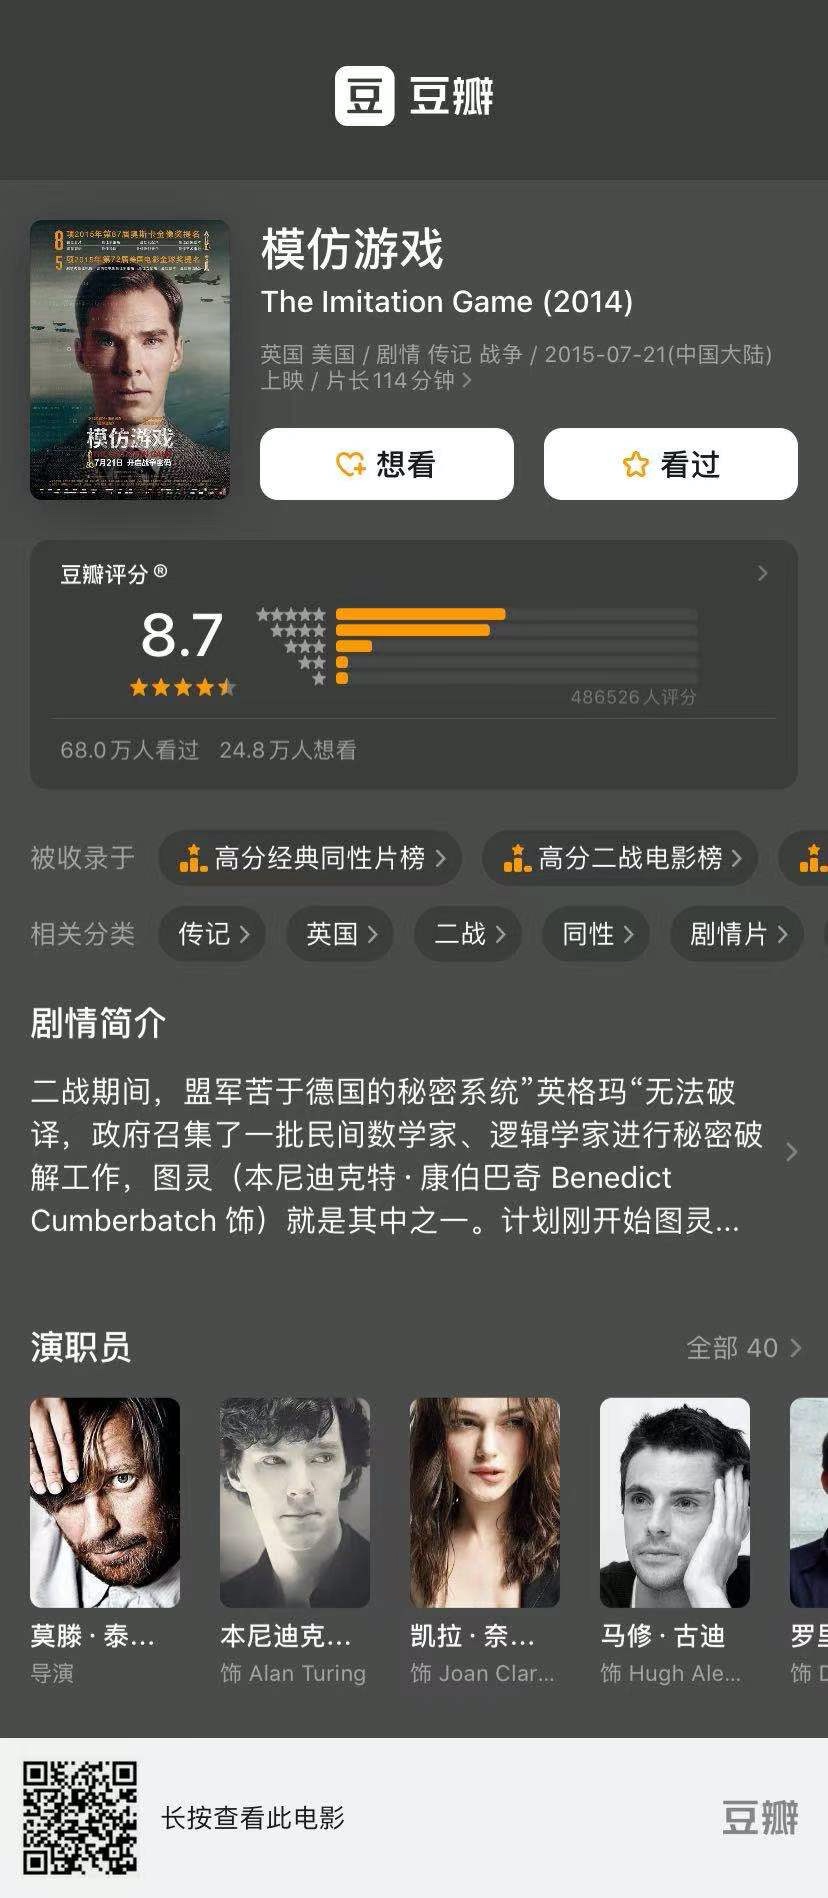 豆 豆瓣
8项2015年第87届奥斯卡金像奖提名
5项2015年第72届美国电影金球奖提名
模仿游戏
7月21日 开启战争密码
模仿游戏
The Imitation Game (2014)
英国 美国 / 剧情 传记 战争 / 2015-07-21(中国大陆)
上映 / 片长114分钟
想看
看过
豆瓣评分®
8.7
486526人评分
68.0万人看过 24.8万人想看
被收录于 高分经典同性片榜 高分二战电影榜
相关分类 传记 英国 二战 同性 剧情片
剧情简介
二战期间，盟军苦于德国的秘密系统”英格玛“无法破
译，政府召集了一批民间数学家、逻辑学家进行秘密破
解工作，图灵（本尼迪克特·康伯巴奇 Benedict
Cumberbatch 饰）就是其中之一。计划刚开始图灵...
演职员 全部 40
莫滕·泰... 本尼迪克... 凯拉·奈... 马修·古迪 罗里
导演 饰 Alan Turing 饰 Joan Clar... 饰 Hugh Ale... 饰 D
长按查看此电影
豆瓣